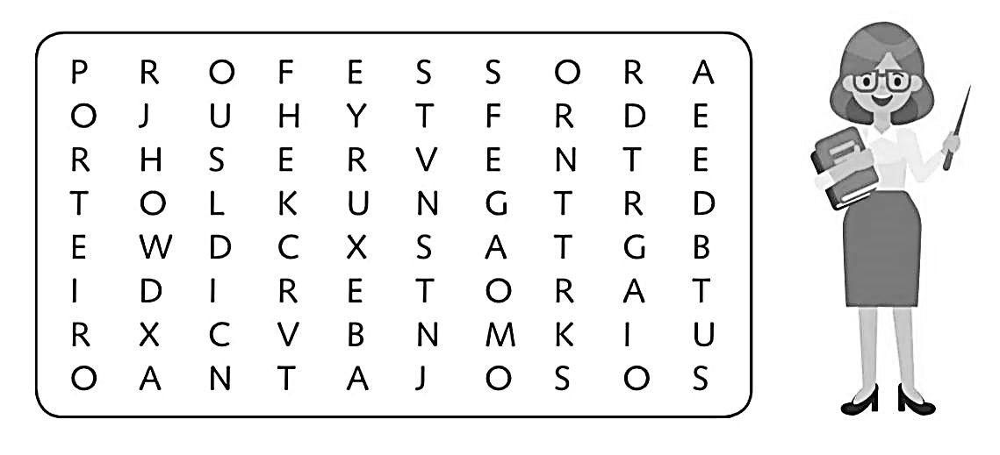 P R O F E S S O R A
O J U H Y T F R D E
R H S E R V E N T E
T O L K U N G T R D
E W D C X S A T G B
I D I R E T O R A T
R X C V B N M K I U
O A N T A J O S O S